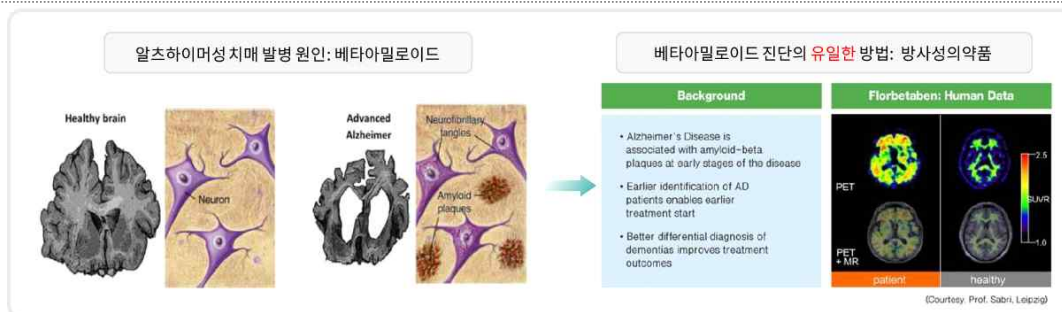 알츠하이머성 치매 발병 원인: 베타아밀로이드
Healthy brain
Neuron
Advanced
Alzheimer
Neurofibrillary
tangles
Amyloid
plaques
베타아밀로이드 진단의 유일한 방법: 방사성의약품
Background
• Alzheimer's Disease is
associated with amyloid-beta
plaques at early stages of the disease
• Earlier identification of AD
patients enables earlier
treatment start
• Better differential diagnosis of
dementias improves treatment
outcomes
Florbetaben: Human Data
PET
PET
+ MR
2.5
SUVR
1.0
patient
healthy
(Courtesy. Prof. Sabri, Leipzig)